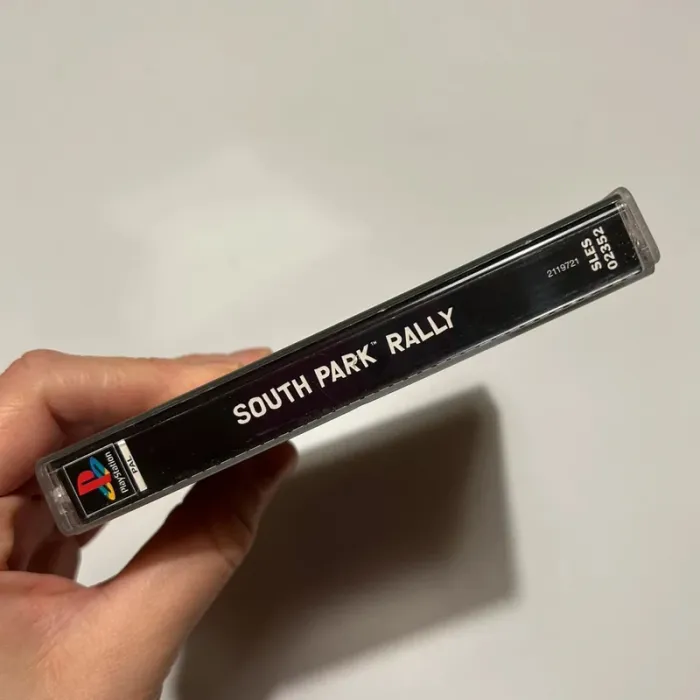 PlayStation
PAL
SOUTH PARK™ RALLY
2119721
SLES
02352